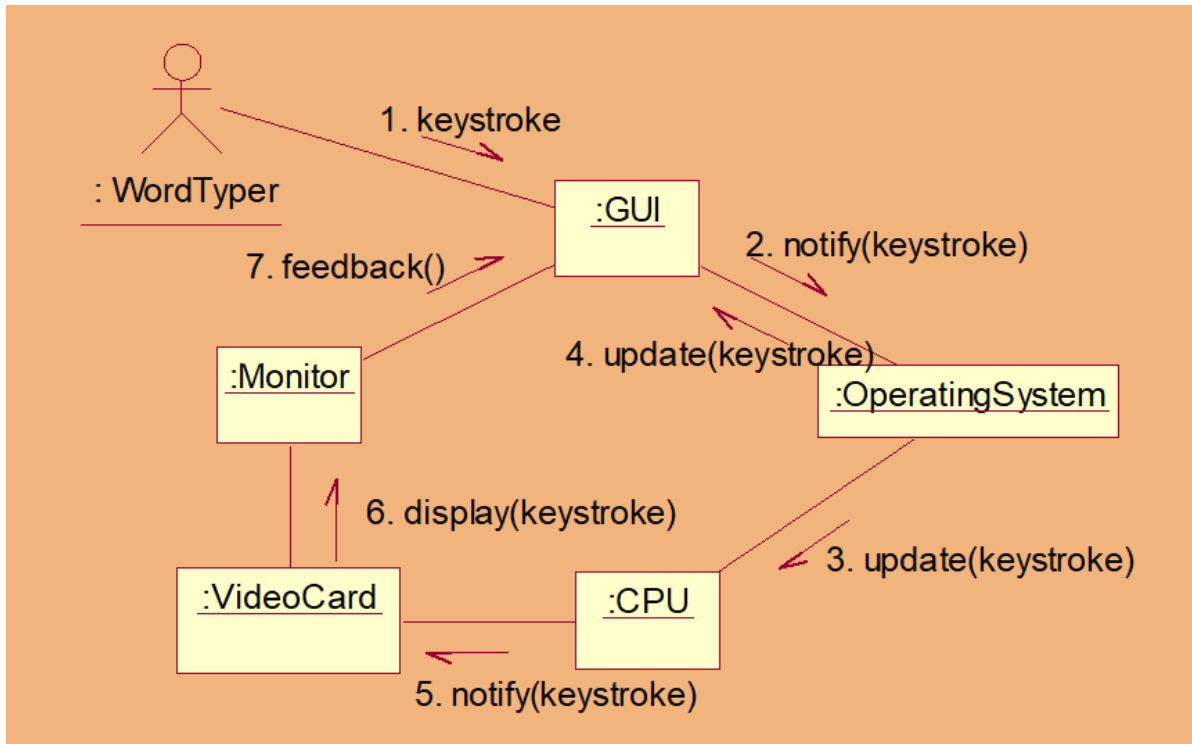 1. keystroke
: WordTyper
:GUI
2. notify(keystroke)
7. feedback()
4. update(keystroke)
:Monitor
:OperatingSystem
6. display(keystroke)
3. update(keystroke)
:VideoCard
:CPU
5. notify(keystroke)